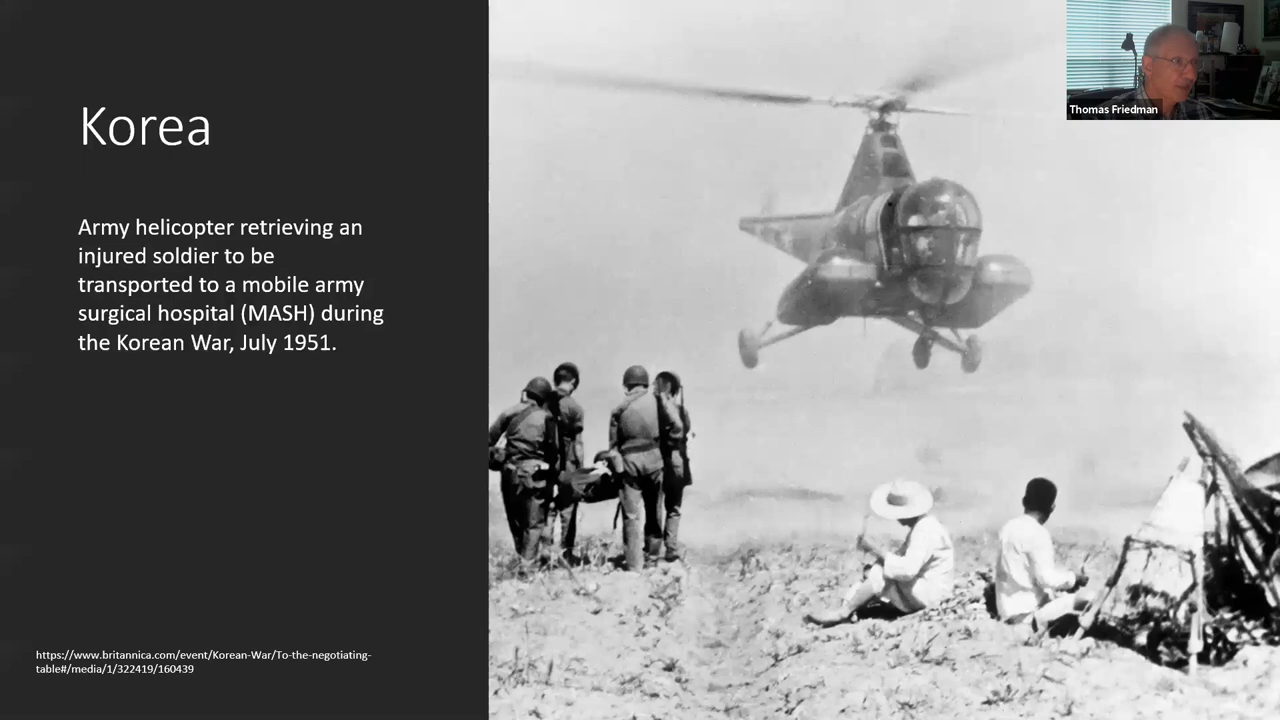 Korea
Army helicopter retrieving an
injured soldier to be
transported to a mobile army
surgical hospital (MASH) during
the Korean War, July 1951.
https://www.britannica.com/event/Korean-War/To-the-negotiating-
table#/media/1/322419/160439
Thomas Friedman